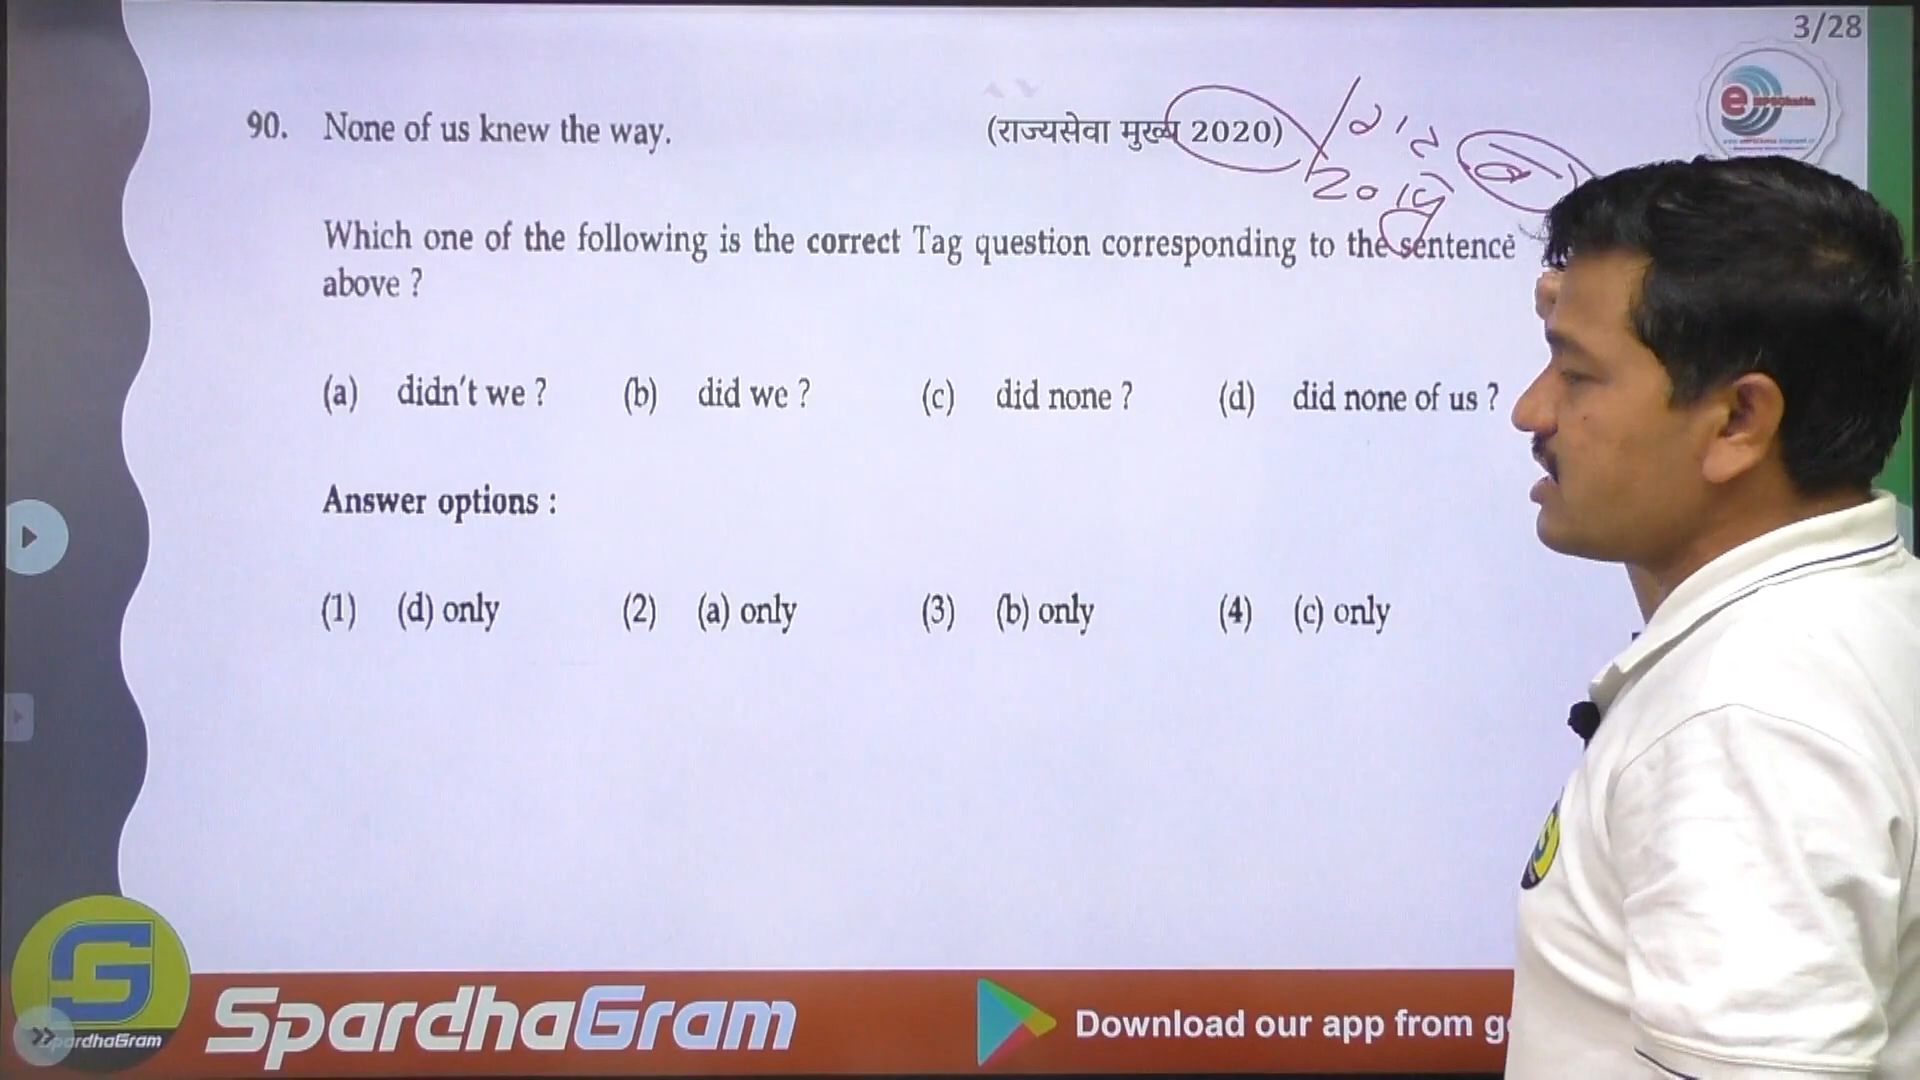 3/28
90. None of us knew the way. (राज्यसेवा मुख्य 2020)
2019
Which one of the following is the correct Tag question corresponding to the sentence
above ?
(a) didn't we ? (b) did we ? (c) did none ? (d) did none of us ?
Answer options :
(1) (d) only (2) (a) only (3) (b) only (4) (c) only
SpardhaGram
Download our app from g